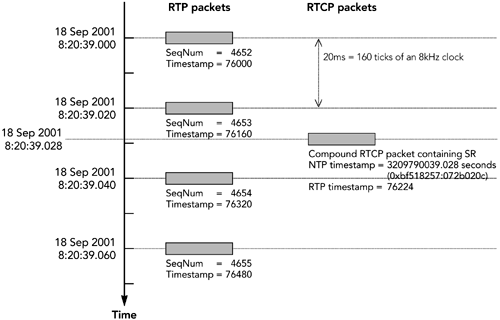 RTP packets RTCP packets
18 Sep 2001
8:20:39.000
SeqNum = 4652
Timestamp = 76000
20ms = 160 ticks of an 8kHz clock
18 Sep 2001
8:20:39.020
SeqNum = 4653
Timestamp = 76160
18 Sep 2001
8:20:39.028
Compound RTCP packet containing SR
NTP timestamp = 3209790039.028 seconds
(0xbf518257:072b020c)
RTP timestamp = 76224
18 Sep 2001
8:20:39.040
SeqNum = 4654
Timestamp = 76320
18 Sep 2001
8:20:39.060
SeqNum = 4655
Timestamp = 76480
Time